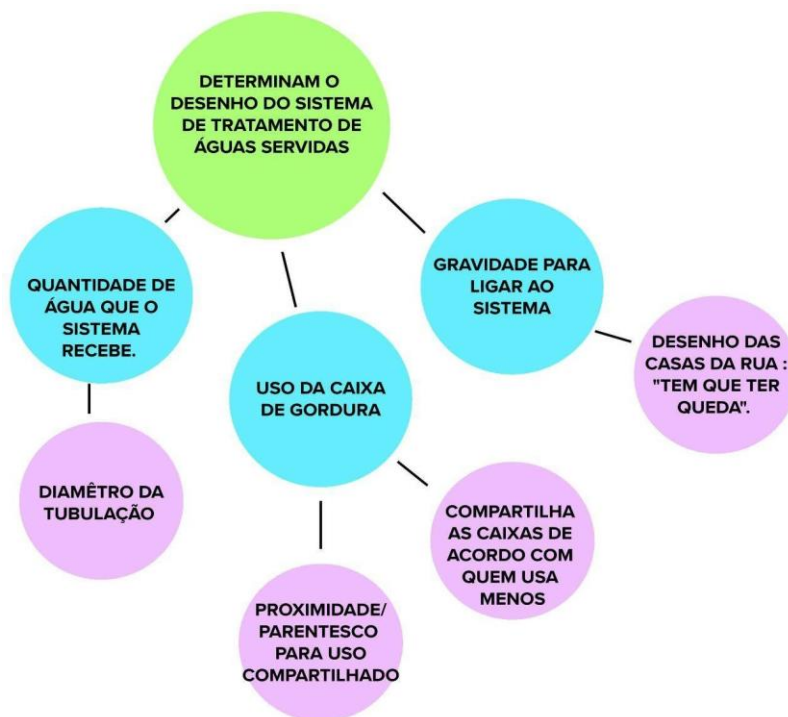 DETERMINAM O
DESENHO DO SISTEMA
DE TRATAMENTO DE
ÁGUAS SERVIDAS
QUANTIDADE DE
ÁGUA QUE O
SISTEMA
RECEBE.
DIAMÊTRO DA
TUBULAÇÃO
USO DA CAIXA
DE GORDURA
PROXIMIDADE/
PARENTESCO
PARA USO
COMPARTILHADO
COMPARTILHA
AS CAIXAS DE
ACORDO COM
QUEM USA
MENOS
GRAVIDADE PARA
LIGAR AO
SISTEMA
DESENHO DAS
CASAS DA RUA :
"TEM QUE TER
QUEDA".